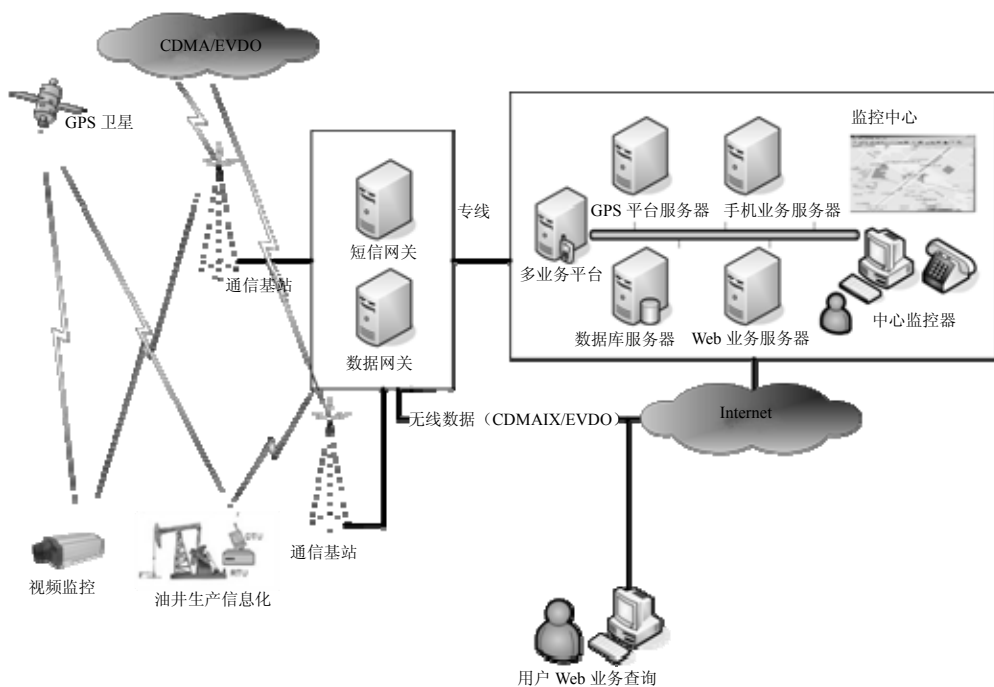 CDMA/EVDO
GPS 卫星
监控中心
GPS 平台服务器
手机业务服务器
专线
短信网关
通信基站
多业务平台
中心监控器
数据库服务器
Web 业务服务器
数据网关
无线数据（CDMAIX/EVDO）
Internet
DTU
RTU
通信基站
视频监控
油井生产信息化
用户 Web 业务查询